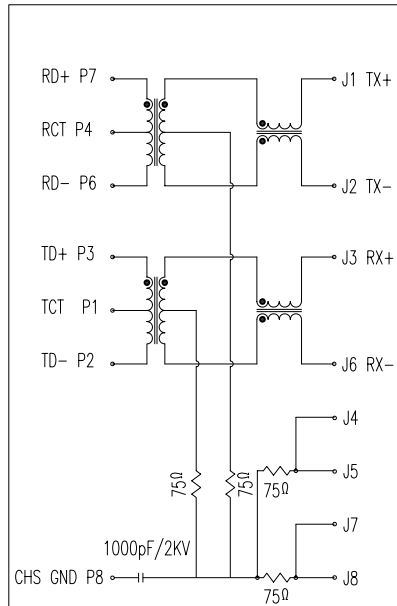 RD+ P7
J1 TX+
RCT P4
RD- P6
J2 TX-
TD+ P3
J3 RX+
TCT P1
TD- P2
J6 RX-
J4
75Ω
75Ω
J5
75Ω
J7
1000pF/2KV
CHS GND P8
J8
75Ω